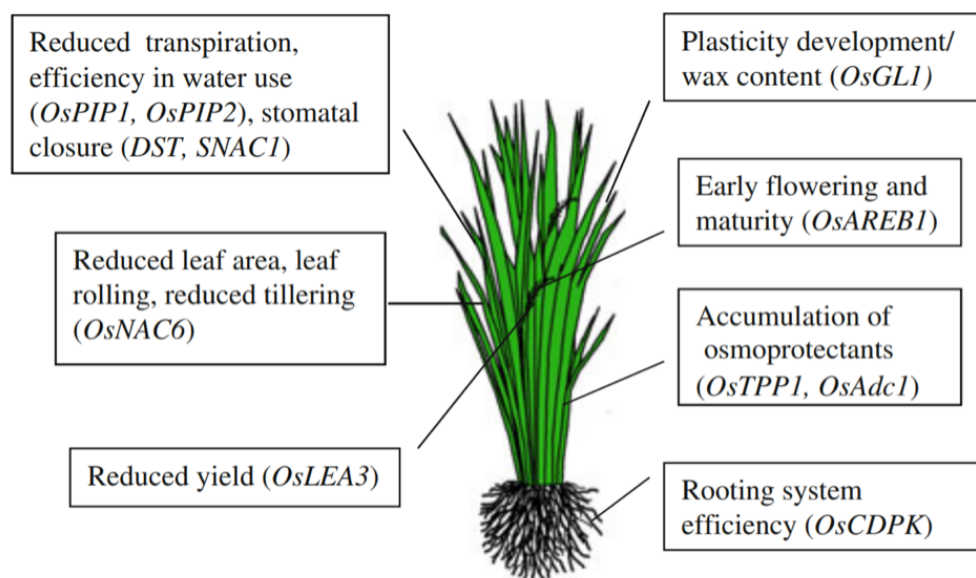 Reduced transpiration,
efficiency in water use
(OsPIP1, OsPIP2), stomatal
closure (DST, SNAC1)
Reduced leaf area, leaf
rolling, reduced tillering
(OsNAC6)
Reduced yield (OsLEA3)
Plasticity development/
wax content (OsGL1)
Early flowering and
maturity (OsAREB1)
Accumulation of
osmoprotectants
(OsTPP1, OsAdc1)
Rooting system
efficiency (OsCDPK)